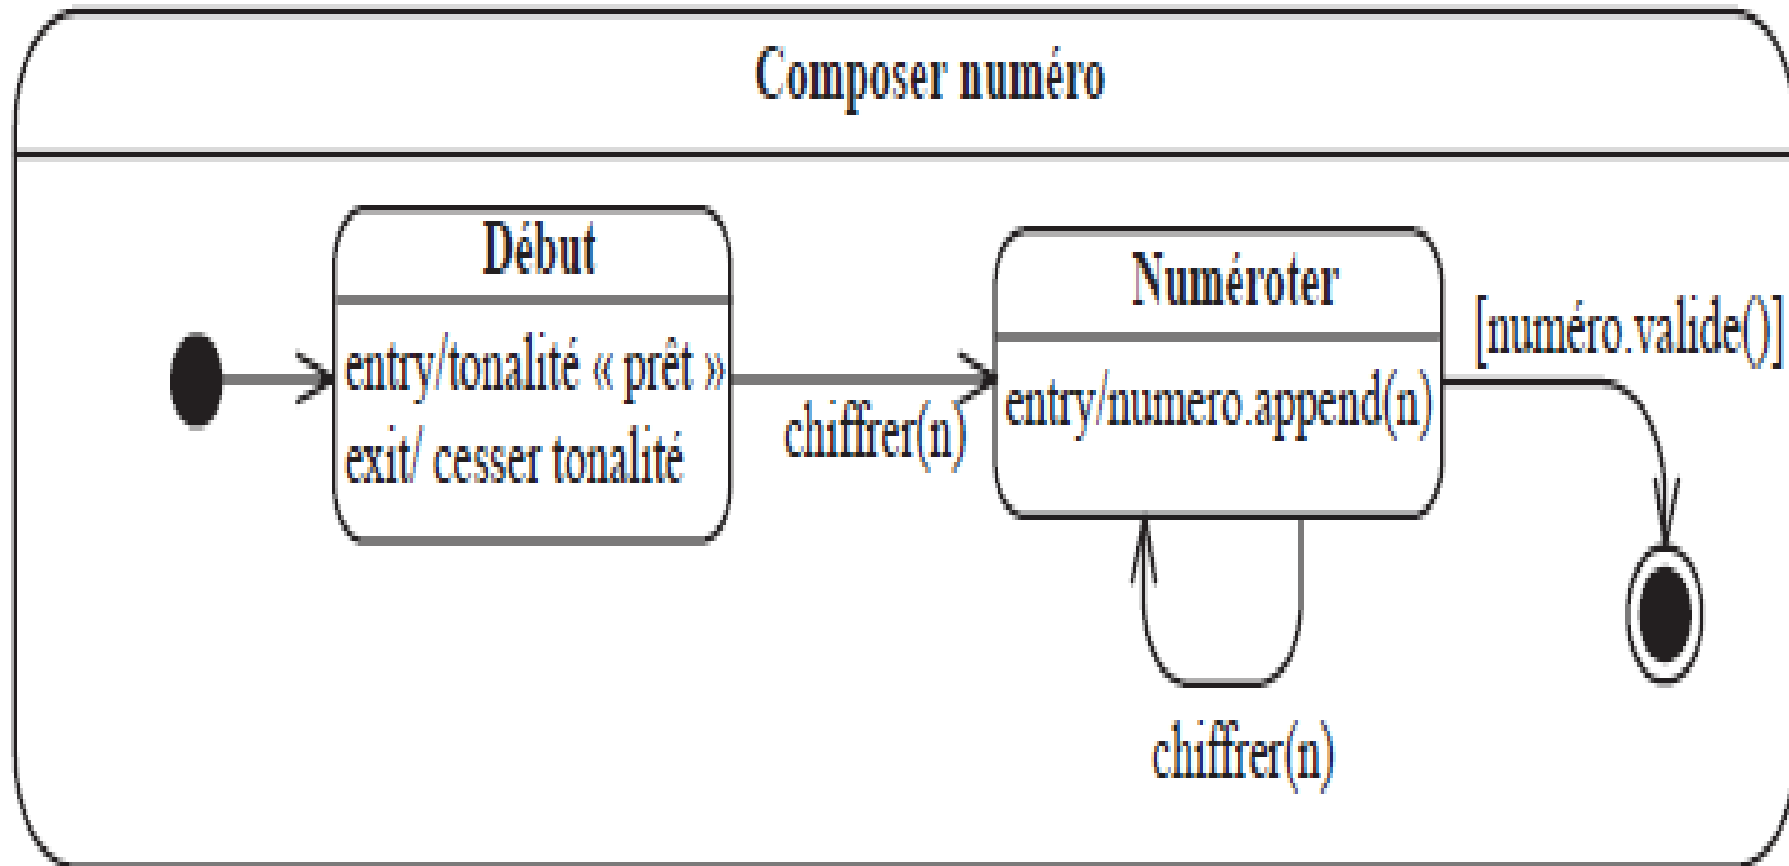 Composer numéro
Début
entry/tonalité « prêt »
exit/ cesser tonalité
chiffrer(n)
Numéroter
entry/numero.append(n)
[numéro.valide()]
chiffrer(n)